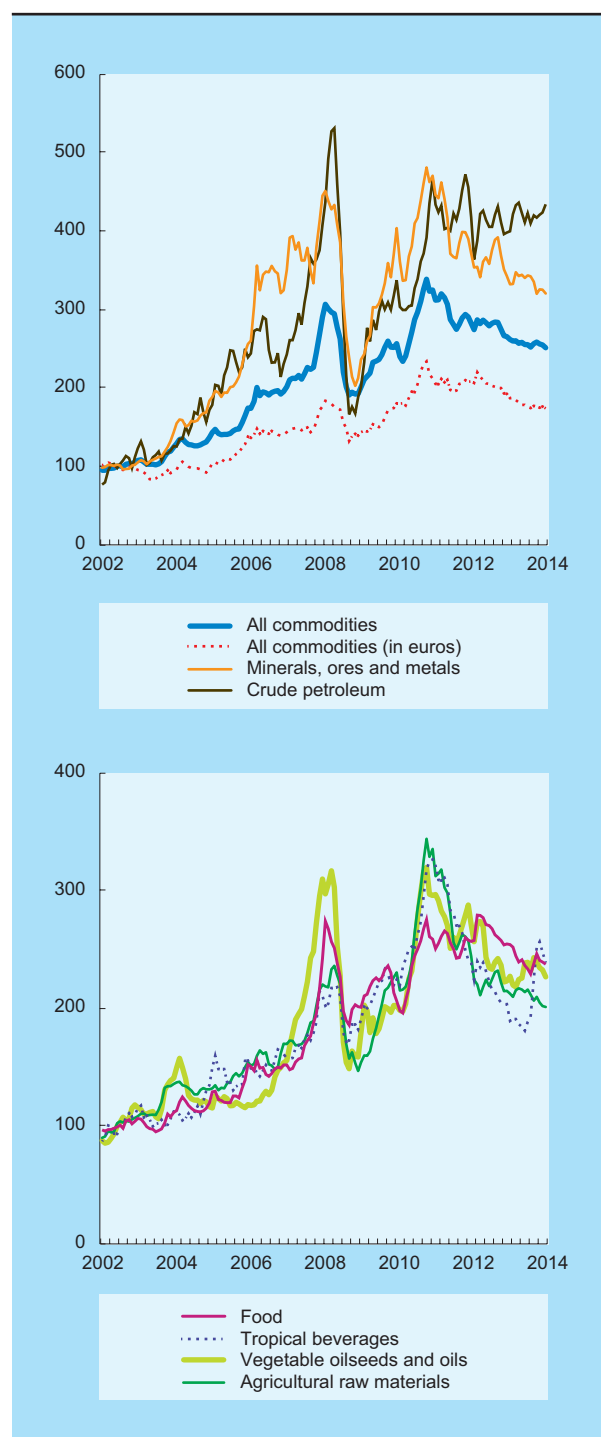 600
500
400
300
200
100
0
2002 2004 2006 2008 2010 2012 2014
All commodities
All commodities (in euros)
Minerals, ores and metals
Crude petroleum
400
300
200
100
0
2002 2004 2006 2008 2010 2012 2014
Food
Tropical beverages
Vegetable oilseeds and oils
Agricultural raw materials